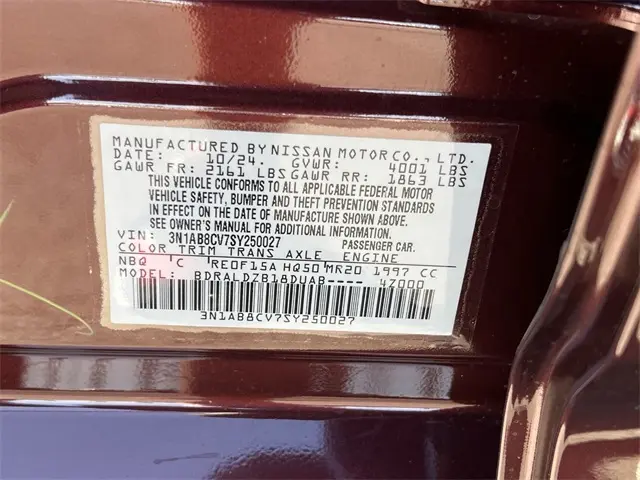 MANUFACTURED BY NISSAN MOTOR CO., LTD.
DATE: 10/24. GVWR: 4001 LBS
GAWR FR: 2161 LBS GAWR RR: 1863 LBS
THIS VEHICLE CONFORMS TO ALL APPLICABLE FEDERAL MOTOR
VEHICLE SAFETY, BUMPER AND THEFT PREVENTION STANDARDS
IN EFFECT ON THE DATE OF MANUFACTURE SHOWN ABOVE.
SEE OWNER'S MANUAL FOR ADDITIONAL INFORMATION.
VIN: 3N1AB8CV7SY250027 PASSENGER CAR.
COLOR TRIM TRANS AXLE ENGINE
NBQ C RE0F15A HQ50 MR20 1997 CC
MODEL: BDRALDZB18DUAB---- 4Z000
3N1AB8CV7SY250027